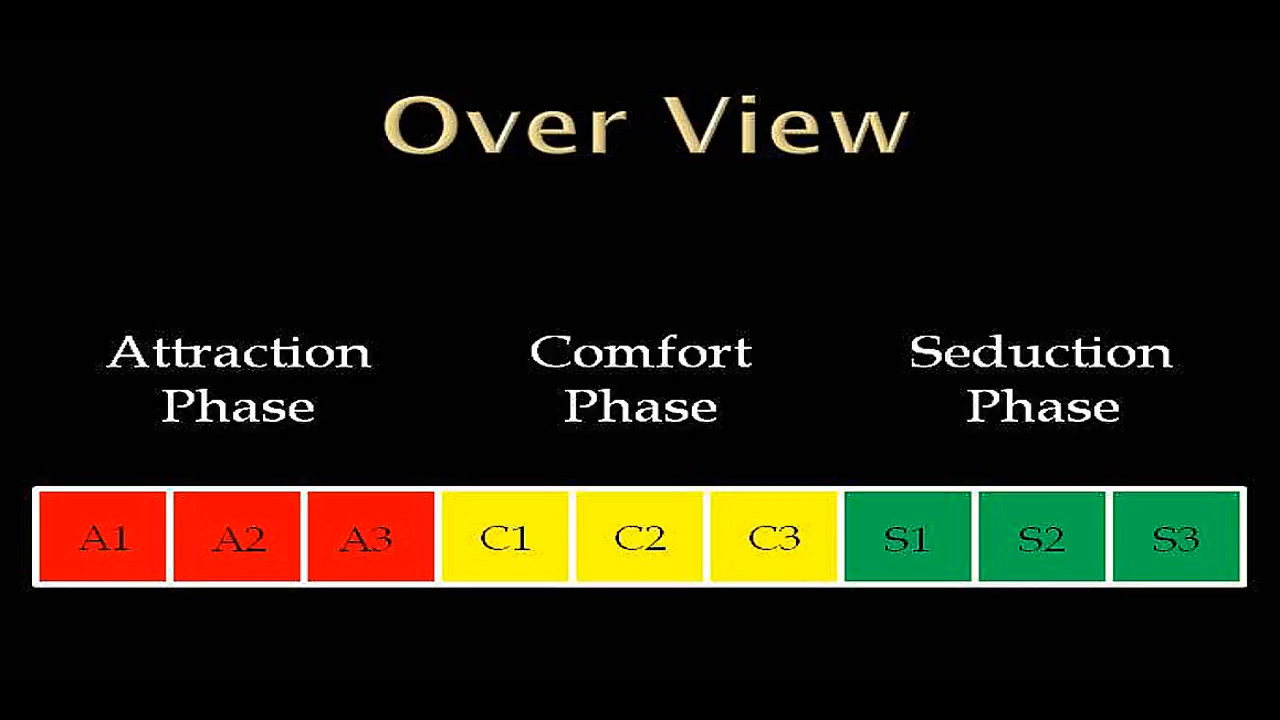 Over View
Attraction
Phase
Comfort
Phase
Seduction
Phase
A1 A2 A3 C1 C2 C3 S1 S2 S3